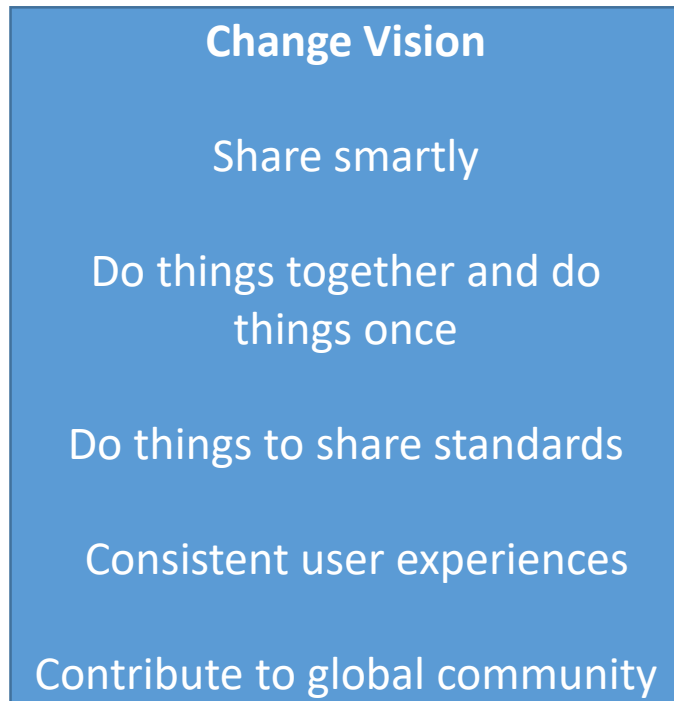 Change Vision
Share smartly
Do things together and do
things once
Do things to share standards
Consistent user experiences
Contribute to global community